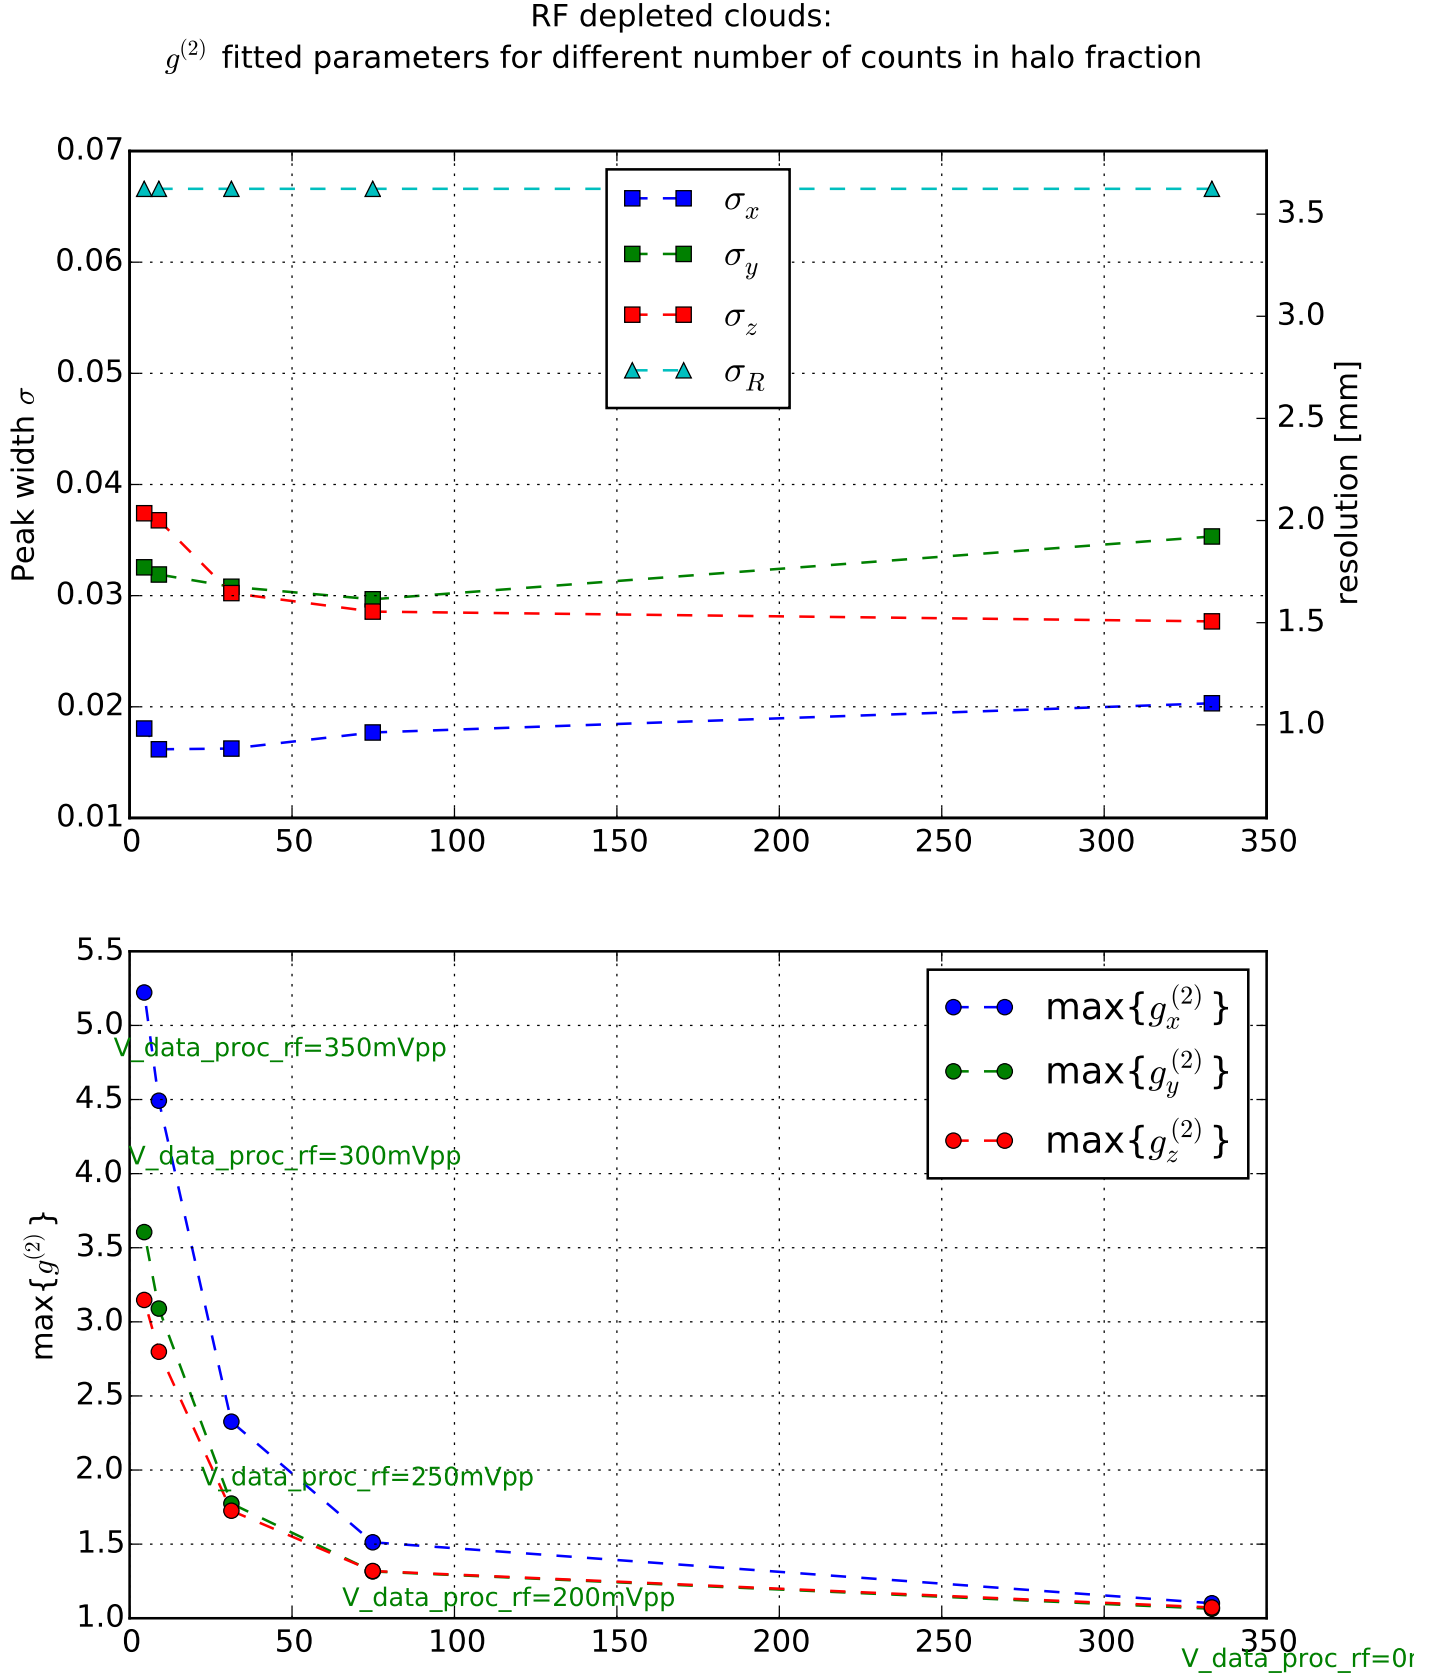 RF depleted clouds:
g^(2) fitted parameters for different number of counts in halo fraction
0.07
0.06
0.05
0.04
0.03
0.02
0.01
Peak width σ
σ_x
σ_y
σ_z
σ_R
3.5
3.0
2.5
2.0
1.5
1.0
resolution [mm]
0 50 100 150 200 250 300 350
5.5
5.0
4.5
4.0
3.5
3.0
2.5
2.0
1.5
1.0
max{g^(2)}
max{g_x^(2)}
max{g_y^(2)}
max{g_z^(2)}
V_data_proc_rf=350mVpp
V_data_proc_rf=300mVpp
V_data_proc_rf=250mVpp
V_data_proc_rf=200mVpp
0 50 100 150 200 250 300 350
V_data_proc_rf=0